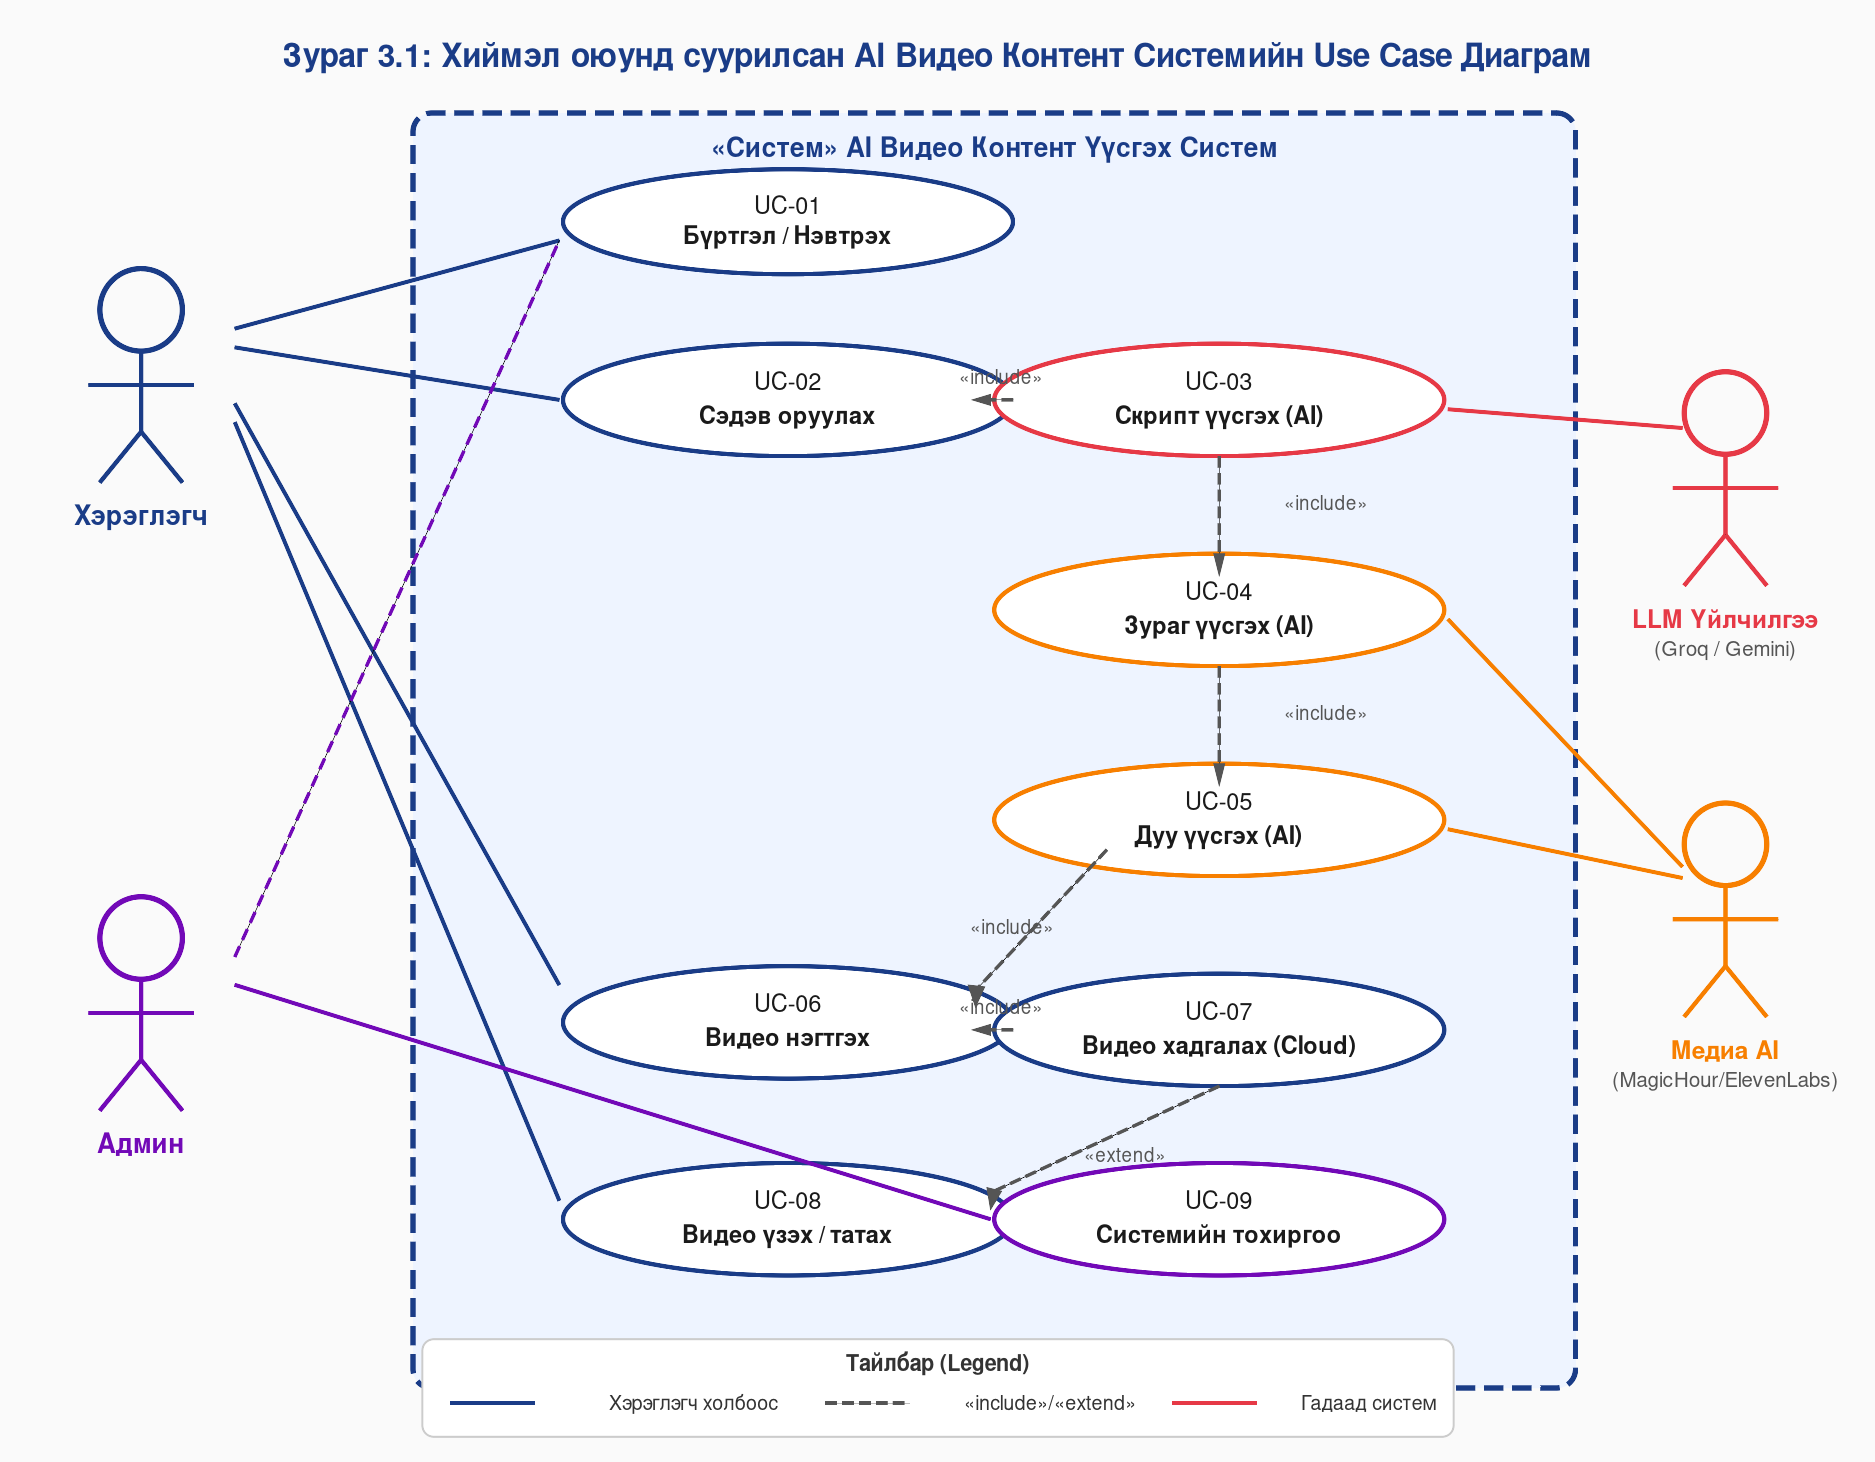 Зураг 3.1: Хиймэл оюунд суурилсан AI Видео Контент Системийн Use Case Диаграм
«Систем» AI Видео Контент Үүсгэх Систем
UC-01
Бүртгэл / Нэвтрэх
UC-02
Сэдэв оруулах
«include»
UC-03
Скрипт үүсгэх (AI)
Хэрэглэгч
«include»
UC-04
Зураг үүсгэх (AI)
LLM Үйлчилгээ
(Groq / Gemini)
«include»
UC-05
Дуу үүсгэх (AI)
«include»
UC-06
Видео нэгтгэх
«include»
UC-07
Видео хадгалах (Cloud)
Медиа AI
(MagicHour/ElevenLabs)
Админ
«extend»
UC-08
Видео үзэх / татах
UC-09
Системийн тохиргоо
Тайлбар (Legend)
Хэрэглэгч холбоос
«include»/«extend»
Гадаад систем